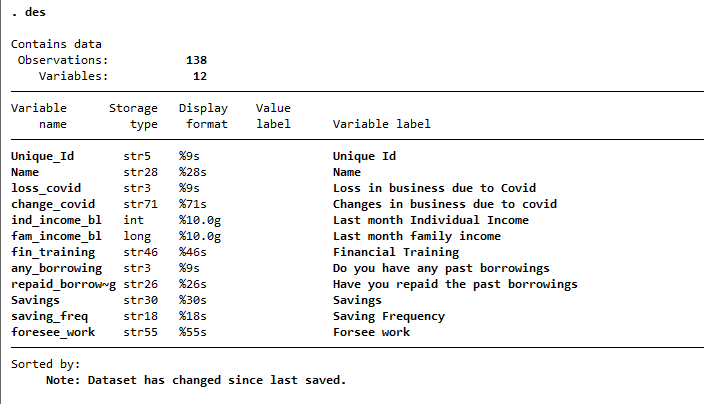 . des
Contains data
Observations: 138
Variables: 12
Variable Storage Display Value
name type format label Variable label
Unique_Id str5 %9s Unique Id
Name str28 %28s Name
loss_covid str3 %9s Loss in business due to Covid
change_covid str71 %71s Changes in business due to covid
ind_income_bl int %10.0g Last month Individual Income
fam_income_bl long %10.0g Last month family income
fin_training str46 %46s Financial Training
any_borrowing str3 %9s Do you have any past borrowings
repaid_borrow~g str26 %26s Have you repaid the past borrowings
Savings str30 %30s Savings
saving_freq str18 %18s Saving Frequency
foresee_work str55 %55s Forsee work
Sorted by:
Note: Dataset has changed since last saved.